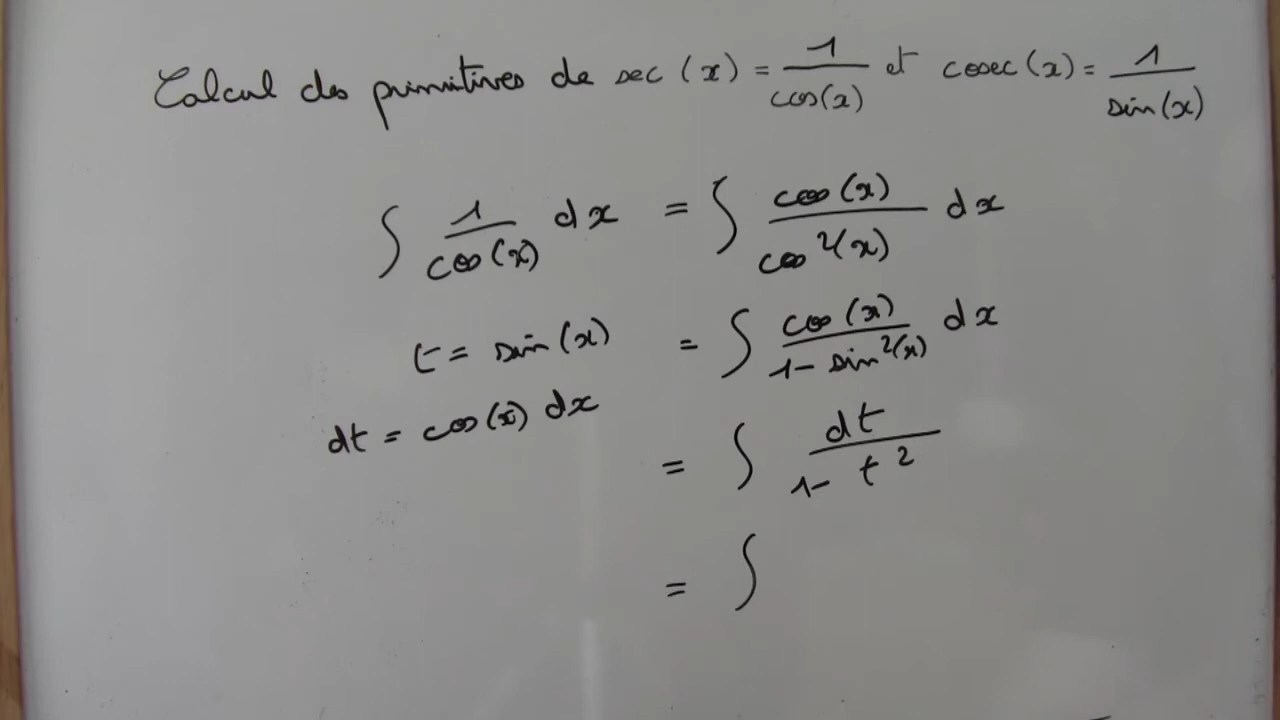 Calcul des primitives de sec(x) = 1/cos(x) et cosec(x) = 1/sin(x)
∫ 1/cos(x) dx = ∫ cos(x)/cos²(x) dx
t = sin(x) = ∫ cos(x)/(1 - sin²(x)) dx
dt = cos(x) dx
= ∫ dt/(1 - t²)
= ∫